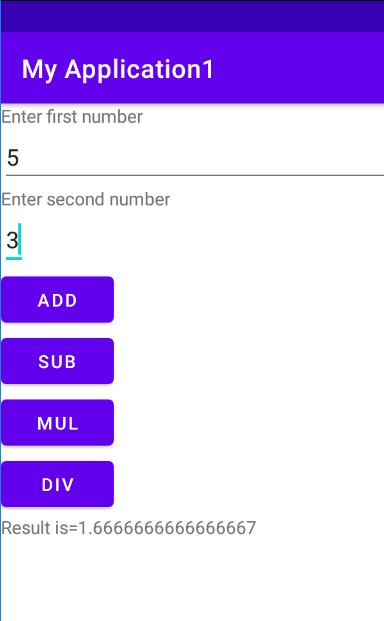 My Application1
Enter first number
5
Enter second number
3
ADD
SUB
MUL
DIV
Result is=1.6666666666666667